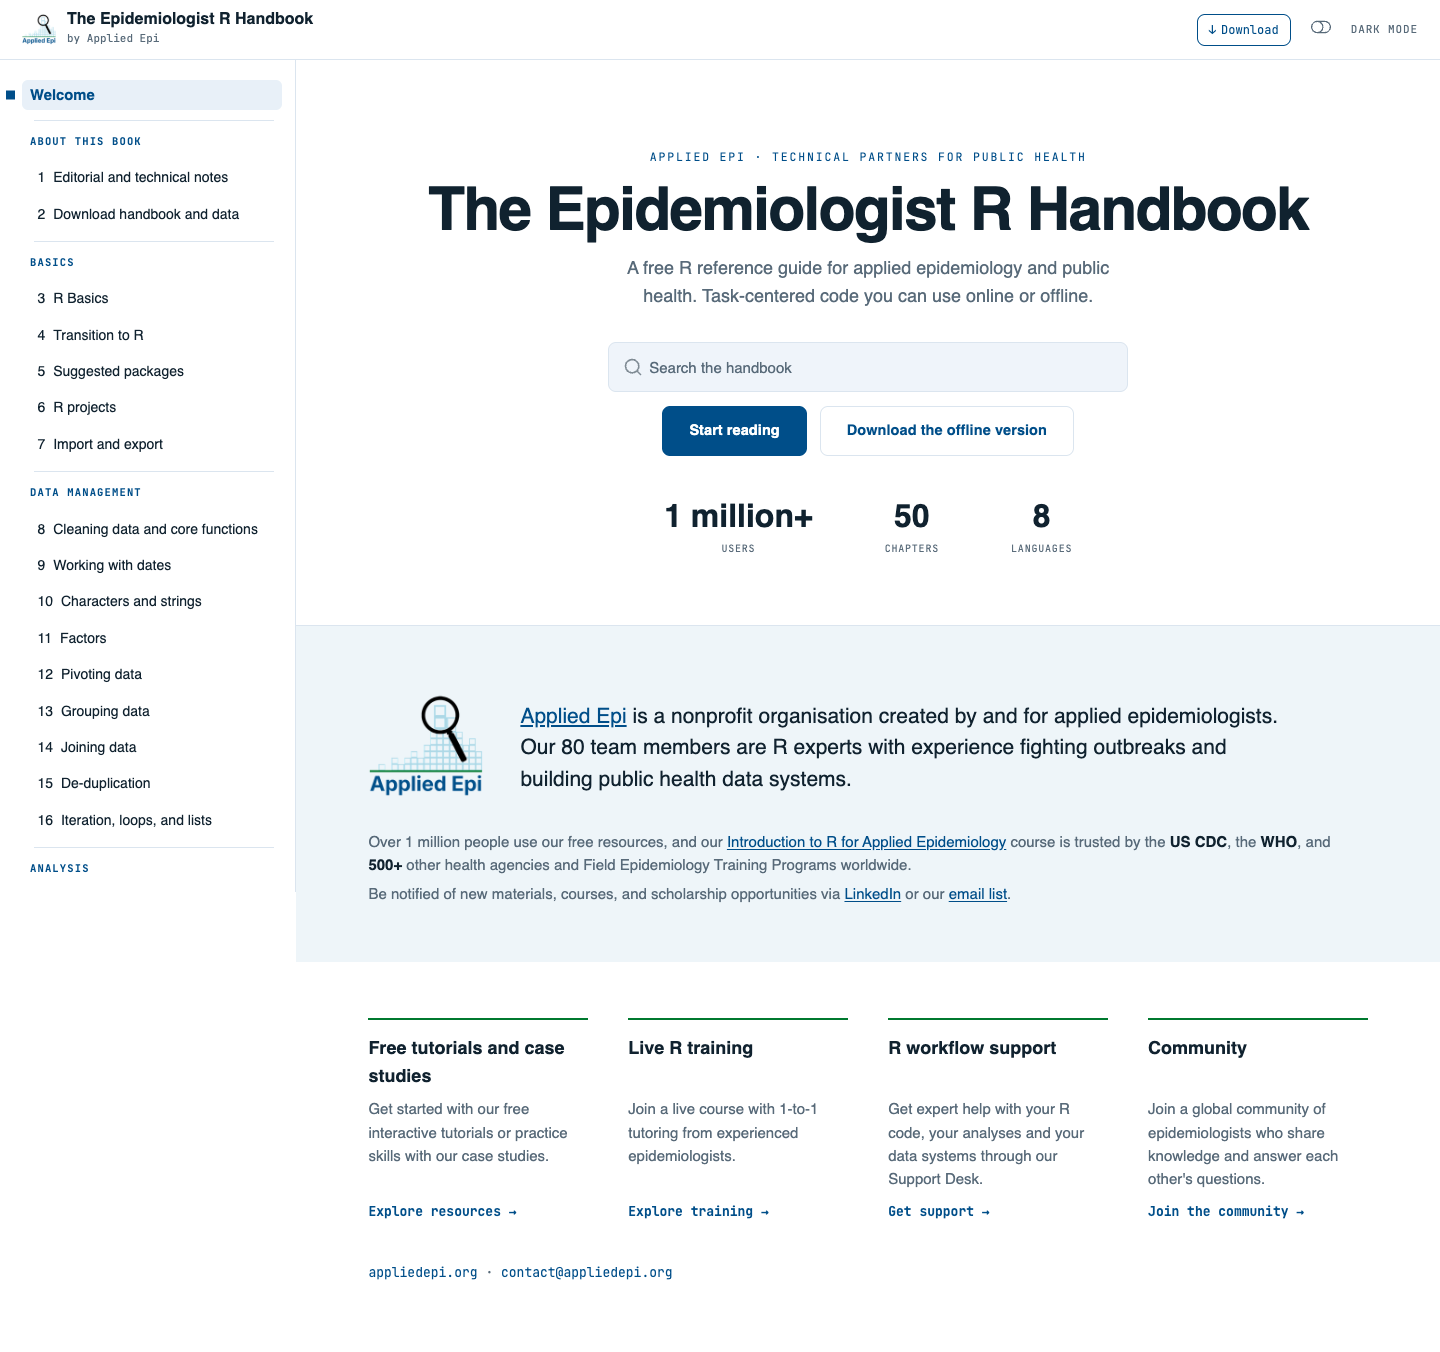 The Epidemiologist R Handbook
by Applied Epi
Applied Epi
↓ Download
DARK MODE
Welcome
ABOUT THIS BOOK
1 Editorial and technical notes
2 Download handbook and data
BASICS
3 R Basics
4 Transition to R
5 Suggested packages
6 R projects
7 Import and export
DATA MANAGEMENT
8 Cleaning data and core functions
9 Working with dates
10 Characters and strings
11 Factors
12 Pivoting data
13 Grouping data
14 Joining data
15 De-duplication
16 Iteration, loops, and lists
ANALYSIS
APPLIED EPI · TECHNICAL PARTNERS FOR PUBLIC HEALTH
The Epidemiologist R Handbook
A free R reference guide for applied epidemiology and public
health. Task-centered code you can use online or offline.
Search the handbook
Start reading
Download the offline version
1 million+
USERS
50
CHAPTERS
8
LANGUAGES
Applied Epi
Applied Epi is a nonprofit organisation created by and for applied epidemiologists.
Our 80 team members are R experts with experience fighting outbreaks and
building public health data systems.
Over 1 million people use our free resources, and our Introduction to R for Applied Epidemiology course is trusted by the US CDC, the WHO, and
500+ other health agencies and Field Epidemiology Training Programs worldwide.
Be notified of new materials, courses, and scholarship opportunities via LinkedIn or our email list.
Free tutorials and case
studies
Get started with our free
interactive tutorials or practice
skills with our case studies.
Explore resources →
Live R training
Join a live course with 1-to-1
tutoring from experienced
epidemiologists.
Explore training →
R workflow support
Get expert help with your R
code, your analyses and your
data systems through our
Support Desk.
Get support →
Community
Join a global community of
epidemiologists who share
knowledge and answer each
other's questions.
Join the community →
appliedepi.org · contact@appliedepi.org